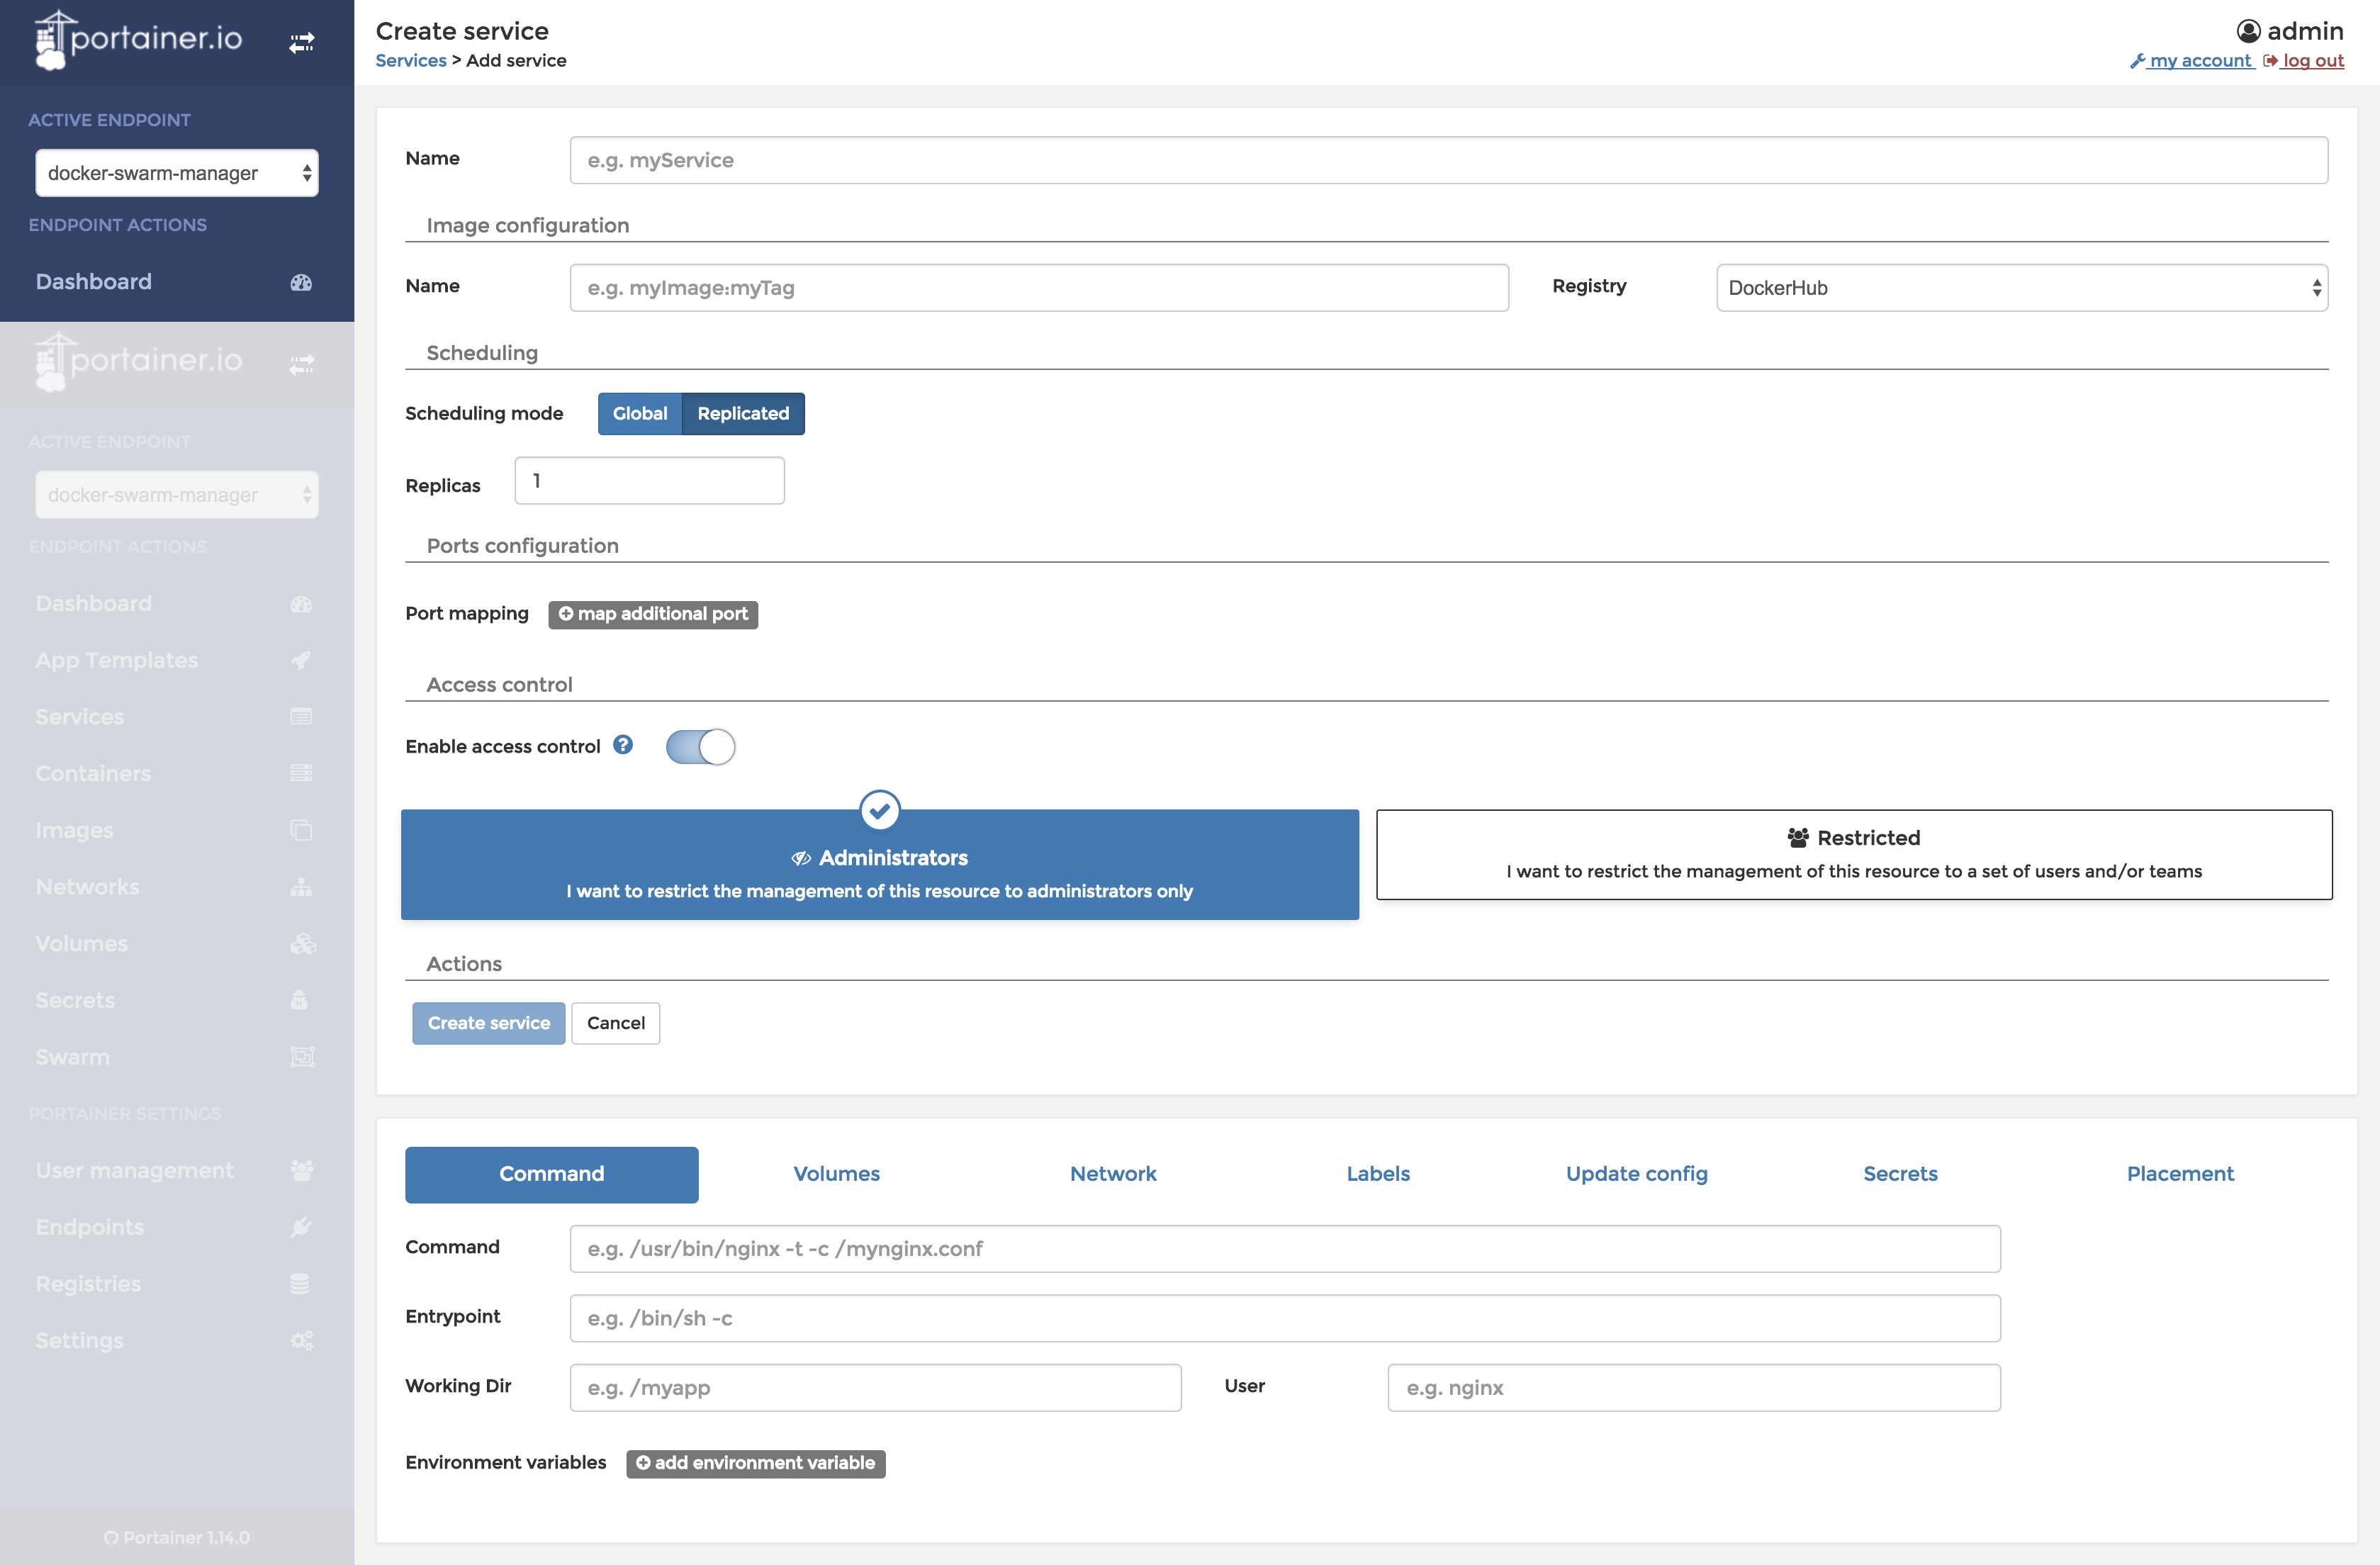 portainer.io
ACTIVE ENDPOINT
docker-swarm-manager
ENDPOINT ACTIONS
Dashboard
portainer.io
ACTIVE ENDPOINT
docker-swarm-manager
ENDPOINT ACTIONS
Dashboard
App Templates
Services
Containers
Images
Networks
Volumes
Secrets
Swarm
PORTAINER SETTINGS
User management
Endpoints
Registries
Settings
Portainer 1.14.0
Create service
Services > Add service
admin
my account log out
Name e.g. myService
Image configuration
Name e.g. myImage:myTag Registry DockerHub
Scheduling
Scheduling mode Global Replicated
Replicas 1
Ports configuration
Port mapping map additional port
Access control
Enable access control ?
Administrators
I want to restrict the management of this resource to administrators only
Restricted
I want to restrict the management of this resource to a set of users and/or teams
Actions
Create service Cancel
Command Volumes Network Labels Update config Secrets Placement
Command e.g. /usr/bin/nginx -t -c /mynginx.conf
Entrypoint e.g. /bin/sh -c
Working Dir e.g. /myapp User e.g. nginx
Environment variables add environment variable